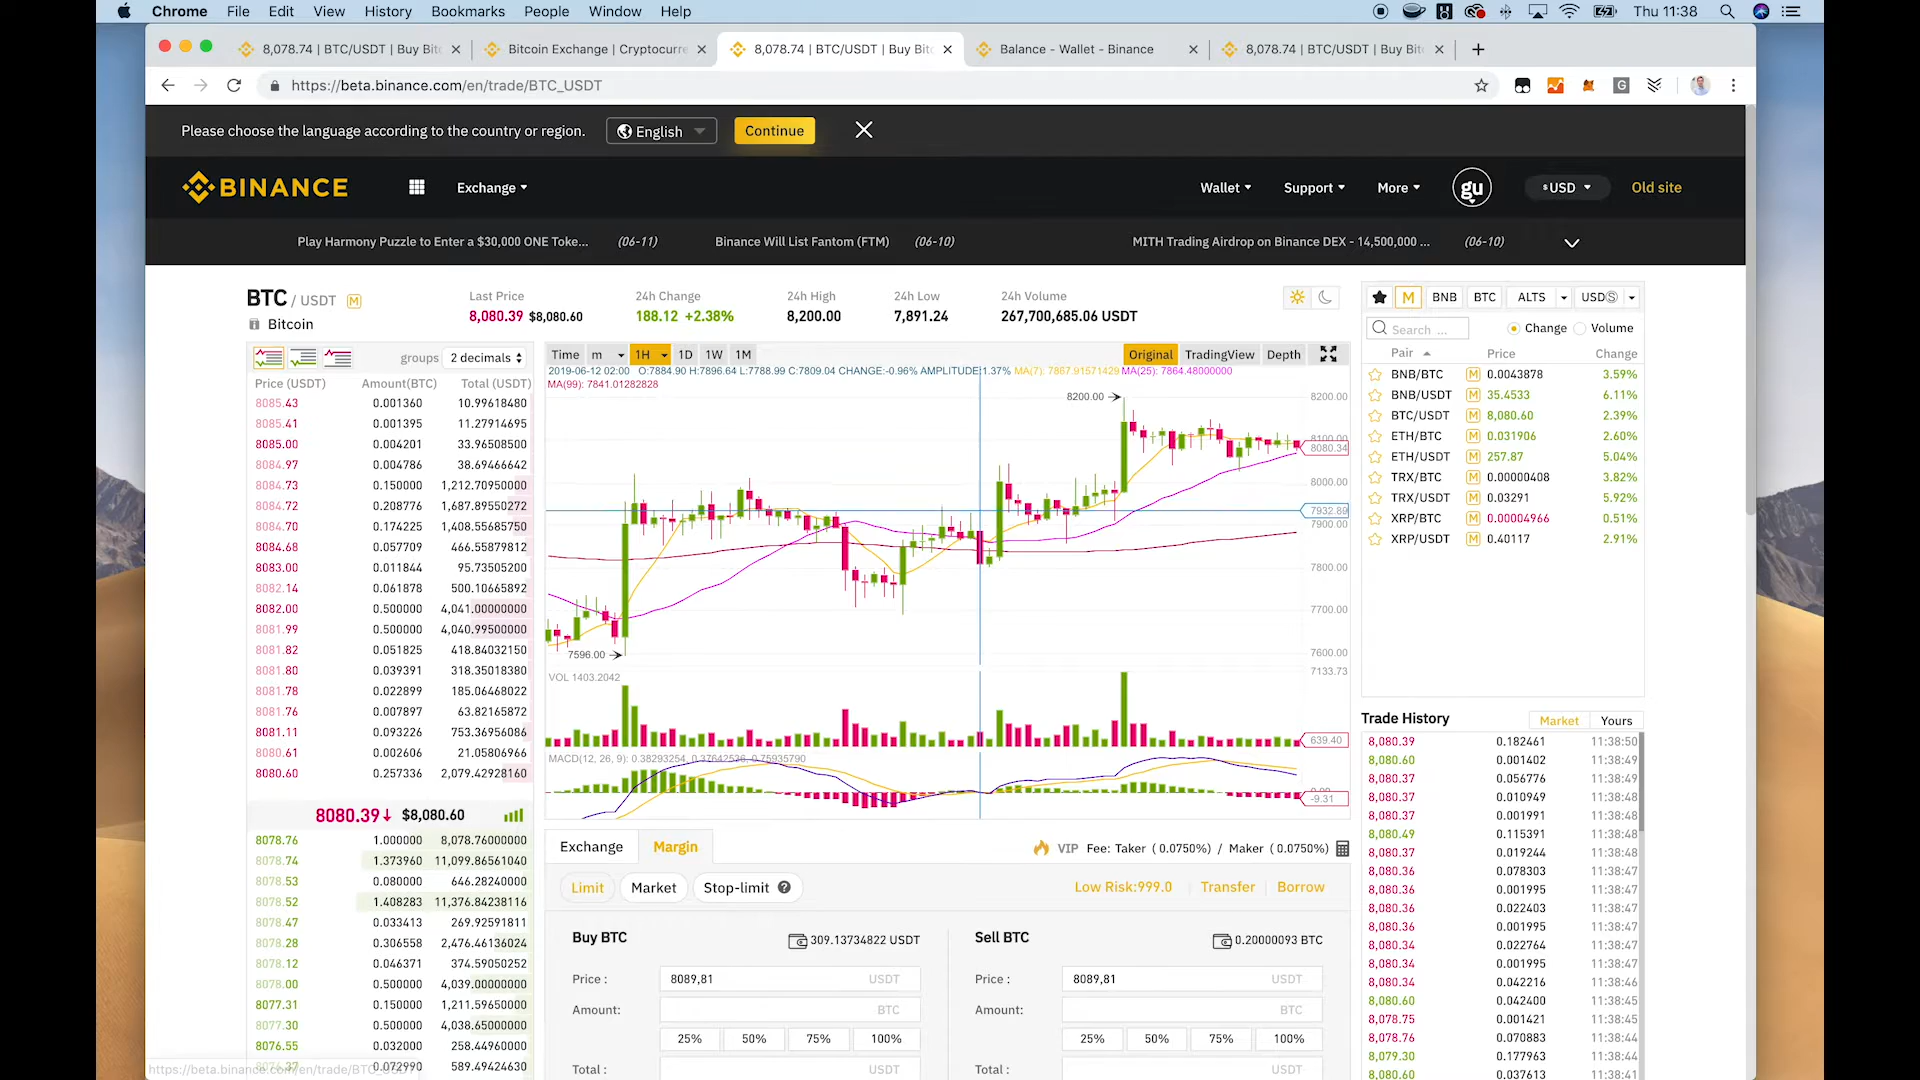 Chrome File Edit View History Bookmarks People Window Help Thu 11:38
8,078.74 | BTC/USDT | Buy Bitc Bitcoin Exchange | Cryptocurre 8,078.74 | BTC/USDT | Buy Bitc Balance - Wallet - Binance 8,078.74 | BTC/USDT | Buy Bitc
https://beta.binance.com/en/trade/BTC_USDT
Please choose the language according to the country or region. English Continue
BINANCE Exchange Wallet Support More gu USD Old site
Play Harmony Puzzle to Enter a $30,000 ONE Toke... (06-11) Binance Will List Fantom (FTM) (06-10) MITH Trading Airdrop on Binance DEX - 14,500,000 ... (06-10)
BTC / USDT M
Bitcoin
Last Price 24h Change 24h High 24h Low 24h Volume
8,080.39 $8,080.60 188.12 +2.38% 8,200.00 7,891.24 267,700,685.06 USDT
groups 2 decimals
Price (USDT) Amount(BTC) Total (USDT)
8085.43 0.001360 10.99618480
8085.41 0.001395 11.27914695
8085.00 0.004201 33.96508500
8084.97 0.004786 38.69466642
8084.73 0.150000 1,212.70950000
8084.72 0.208776 1,687.89550272
8084.70 0.174225 1,408.55685750
8084.68 0.057709 466.55879812
8083.00 0.011844 95.73505200
8082.14 0.061878 500.10665892
8082.00 0.500000 4,041.00000000
8081.99 0.500000 4,040.99500000
8081.82 0.051825 418.84032150
8081.80 0.039391 318.35018380
8081.78 0.022899 185.06468022
8081.76 0.007897 63.82165872
8081.11 0.093226 753.36956086
8080.61 0.002606 21.05806966
8080.60 0.257336 2,079.42928160
8080.39↓ $8,080.60
8078.76 1.000000 8,078.76000000
8078.74 1.373960 11,099.86561040
8078.53 0.080000 646.28240000
8078.52 1.408283 11,376.84238116
8078.47 0.033413 269.92591811
8078.28 0.306558 2,476.46136024
8078.12 0.046371 374.59050252
8078.00 0.500000 4,039.00000000
8077.31 0.150000 1,211.59650000
8077.30 0.500000 4,038.65000000
8076.55 0.032000 258.44960000
0.072990 589.49424630
https://beta.binance.com/en/trade/BTC_USDT
Time m 1H 1D 1W 1M Original TradingView Depth
2019-06-12 02:00 O:7884.90 H:7896.64 L:7788.99 C:7809.04 CHANGE:-0.96% AMPLITUDE:1.37% MA(7): 7867.91571429 MA(25): 7864.48000000
MA(99): 7841.01282828
8200.00 8200.00
8100.00
8080.34
8000.00
7932.89
7900.00
7800.00
7700.00
7596.00 7600.00
7133.73
VOL 1403.2042
639.40
MACD(12, 26, 9): 0.38293254, 0.37642536, 0.75935790
-9.31
Exchange Margin VIP Fee: Taker ( 0.0750%) / Maker ( 0.0750%)
Limit Market Stop-limit ? Low Risk:999.0 Transfer Borrow
Buy BTC 309.13734822 USDT Sell BTC 0.20000093 BTC
Price : 8089,81 USDT Price : 8089,81 USDT
Amount: BTC Amount: BTC
25% 50% 75% 100% 25% 50% 75% 100%
Total : USDT Total : USDT
M BNB BTC ALTS USDⓈ
Search ... Change Volume
Pair Price Change
BNB/BTC M 0.0043878 3.59%
BNB/USDT M 35.4533 6.11%
BTC/USDT M 8,080.60 2.39%
ETH/BTC M 0.031906 2.60%
ETH/USDT M 257.87 5.04%
TRX/BTC M 0.00000408 3.82%
TRX/USDT M 0.03291 5.92%
XRP/BTC M 0.00004966 0.51%
XRP/USDT M 0.40117 2.91%
Trade History Market Yours
8,080.39 0.182461 11:38:50
8,080.60 0.001402 11:38:49
8,080.37 0.056776 11:38:49
8,080.37 0.010949 11:38:48
8,080.37 0.001991 11:38:48
8,080.49 0.115391 11:38:48
8,080.37 0.019244 11:38:48
8,080.36 0.078303 11:38:47
8,080.36 0.001995 11:38:47
8,080.36 0.022403 11:38:47
8,080.36 0.001995 11:38:47
8,080.34 0.022764 11:38:47
8,080.34 0.001995 11:38:47
8,080.34 0.042216 11:38:46
8,080.60 0.042400 11:38:45
8,078.75 0.001421 11:38:45
8,078.76 0.070883 11:38:44
8,079.30 0.177963 11:38:44
8,080.60 0.037613 11:38:41